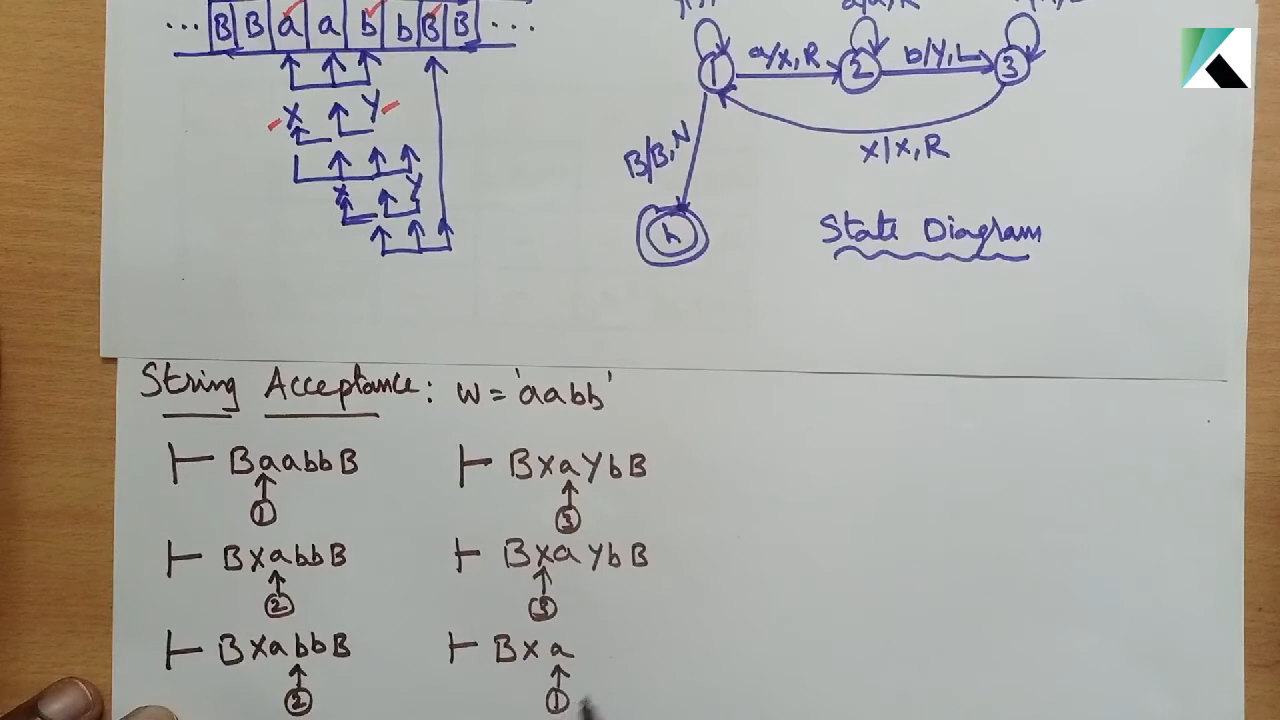 ... B B a a b b B B ...
a/X, R
b/Y, L
1
2
3
X Y
X Y
X/X, R
B/B, N
h
State Diagram
String Acceptance: w = 'aabb'
⊢ BaabbB
1
⊢ BXabbB
2
⊢ BXabbB
2
⊢ BXaYbB
3
⊢ BXaYbB
3
⊢ BXa
1